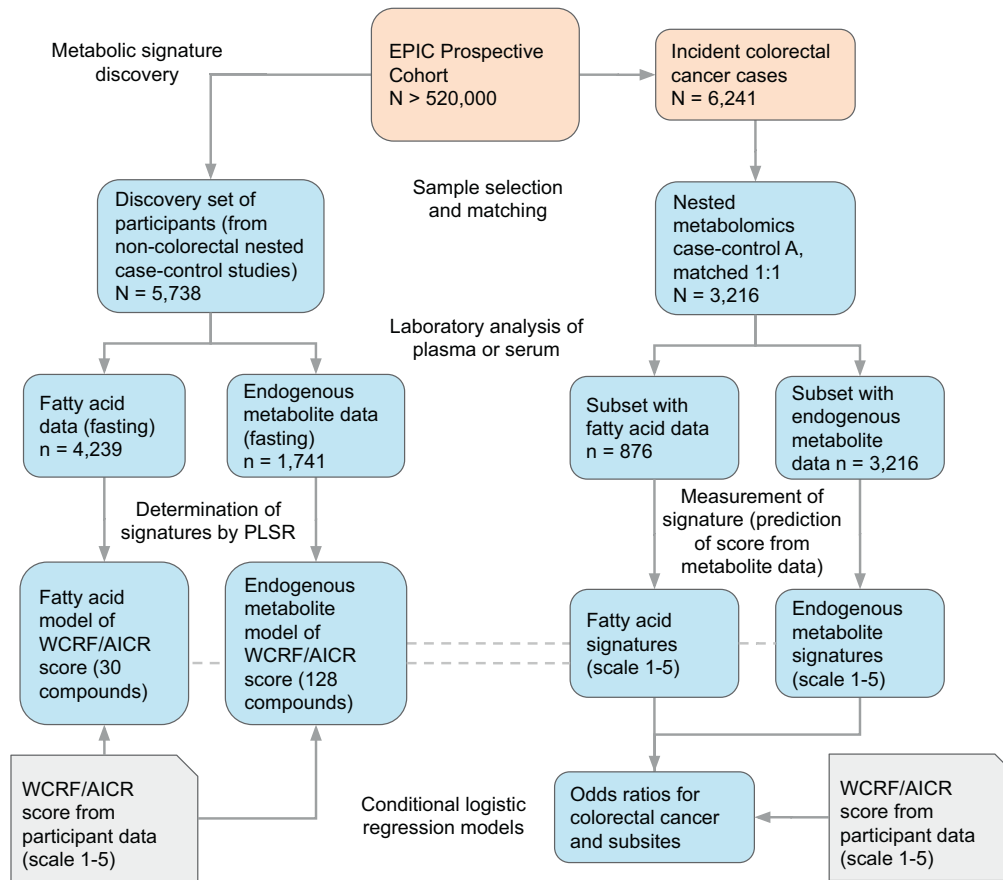 Metabolic signature
discovery
EPIC Prospective
Cohort
N > 520,000
Incident colorectal
cancer cases
N = 6,241
Discovery set of
participants (from
non-colorectal nested
case-control studies)
N = 5,738
Sample selection
and matching
Nested
metabolomics
case-control A,
matched 1:1
N = 3,216
Laboratory analysis of
plasma or serum
Fatty acid
data (fasting)
n = 4,239
Endogenous
metabolite data
(fasting)
n = 1,741
Subset with
fatty acid data
n = 876
Subset with
endogenous
metabolite
data n = 3,216
Determination of
signatures by PLSR
Measurement of
signature (prediction
of score from
metabolite data)
Fatty acid
model of
WCRF/AICR
score (30
compounds)
Endogenous
metabolite
model of
WCRF/AICR
score (128
compounds)
Fatty acid
signatures
(scale 1-5)
Endogenous
metabolite
signatures
(scale 1-5)
WCRF/AICR
score from
participant data
(scale 1-5)
Conditional logistic
regression models
Odds ratios for
colorectal cancer
and subsites
WCRF/AICR
score from
participant data
(scale 1-5)